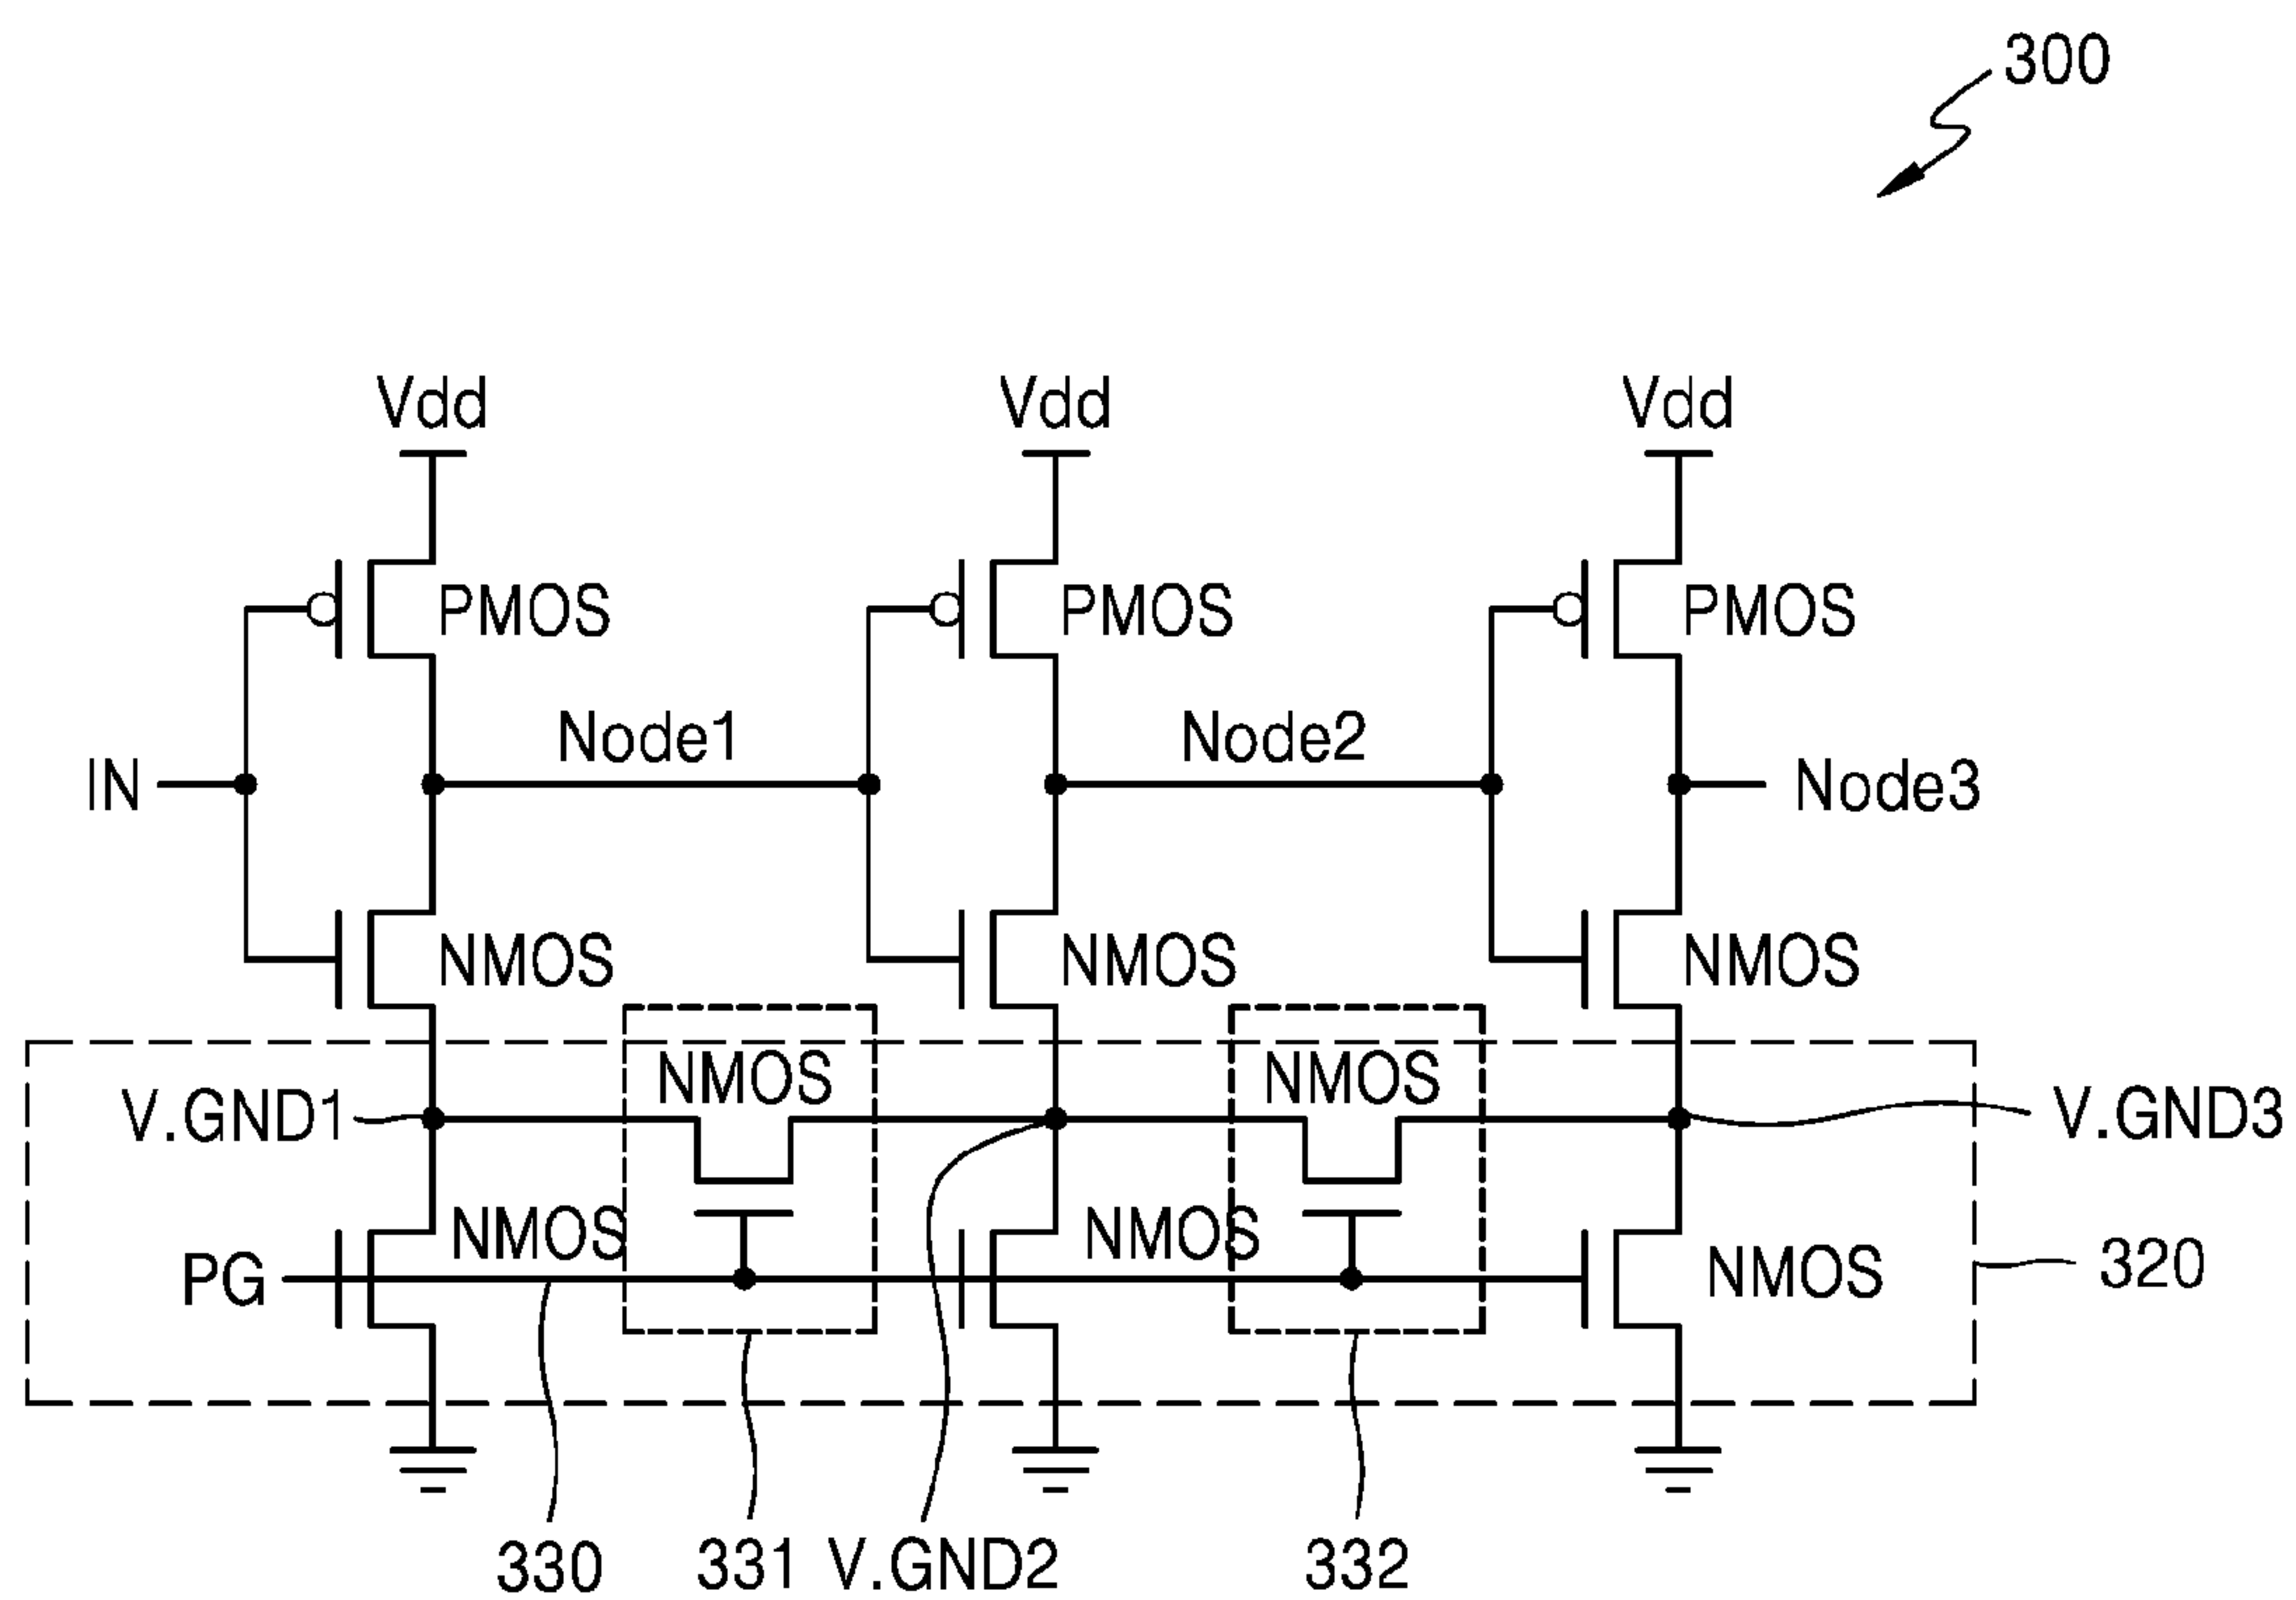 300
Vdd Vdd Vdd
PMOS PMOS PMOS
Node1 Node2
IN Node3
NMOS NMOS NMOS
NMOS NMOS
V.GND1 V.GND3
NMOS NMOS
PG NMOS 320
330 331 V.GND2 332